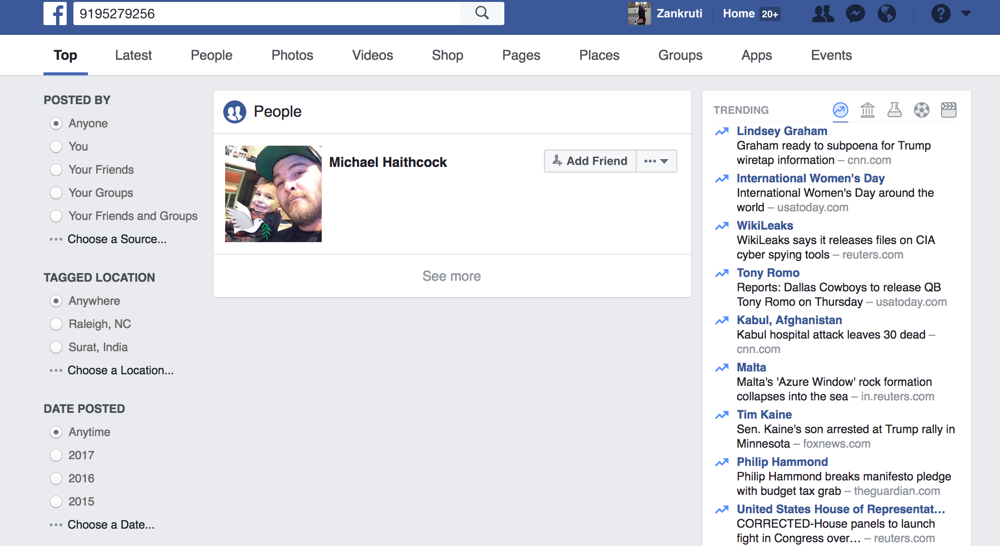 9195279256
Zankruti
Home 20+
Top Latest People Photos Videos Shop Pages Places Groups Apps Events
POSTED BY
Anyone
You
Your Friends
Your Groups
Your Friends and Groups
Choose a Source...
TAGGED LOCATION
Anywhere
Raleigh, NC
Surat, India
Choose a Location...
DATE POSTED
Anytime
2017
2016
2015
Choose a Date...
People
Michael Haithcock
Add Friend
See more
TRENDING
Lindsey Graham
Graham ready to subpoena for Trump
wiretap information – cnn.com
International Women's Day
International Women's Day around the
world – usatoday.com
WikiLeaks
WikiLeaks says it releases files on CIA
cyber spying tools – reuters.com
Tony Romo
Reports: Dallas Cowboys to release QB
Tony Romo on Thursday – usatoday.com
Kabul, Afghanistan
Kabul hospital attack leaves 30 dead –
cnn.com
Malta
Malta's 'Azure Window' rock formation
collapses into the sea – in.reuters.com
Tim Kaine
Sen. Kaine's son arrested at Trump rally in
Minnesota – foxnews.com
Philip Hammond
Philip Hammond breaks manifesto pledge
with budget tax grab – theguardian.com
United States House of Representat...
CORRECTED-House panels to launch
fight in Congress over... – reuters.com